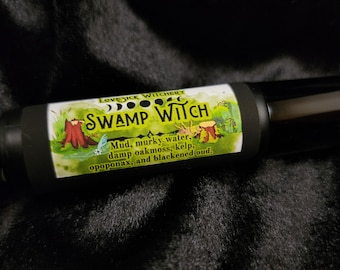 LoveSick Witchery
Swamp Witch
Mud, murky water,
damp oakmoss, kelp,
opoponax, and blackened oud.